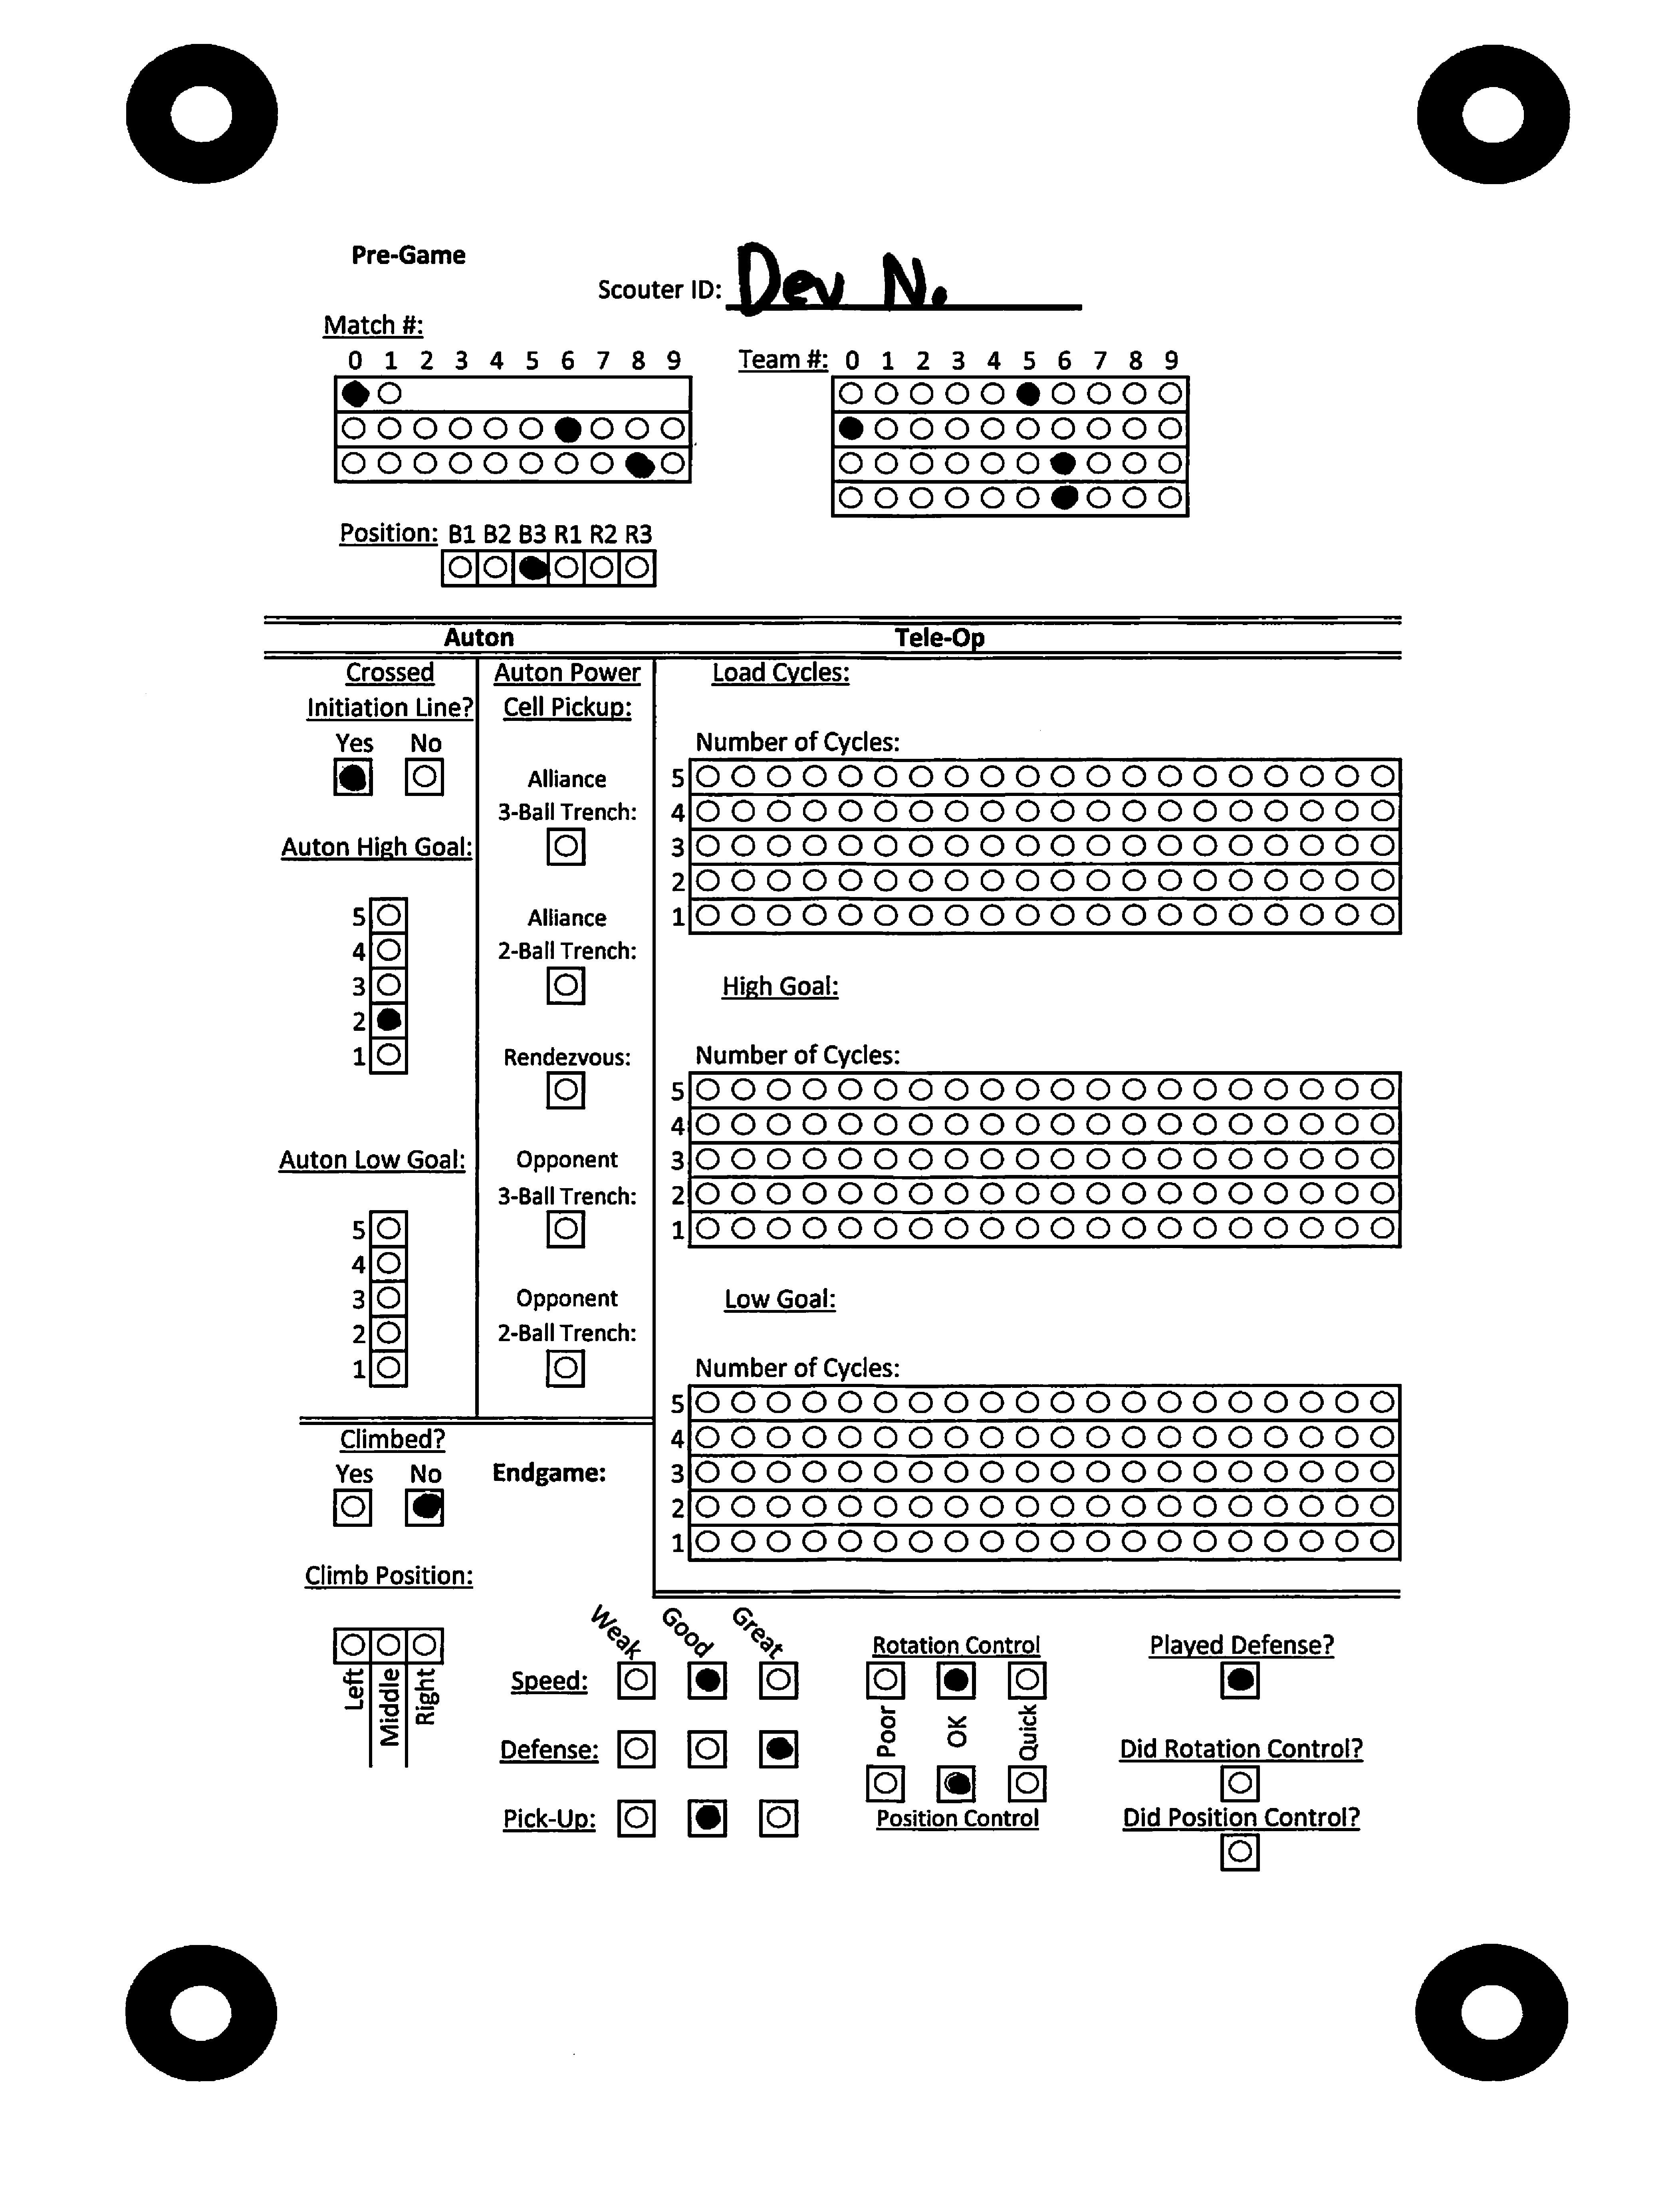 Pre-Game
Scouter ID: Dev N.
Match #:
0 1 2 3 4 5 6 7 8 9
Team #: 0 1 2 3 4 5 6 7 8 9
Position: B1 B2 B3 R1 R2 R3
Auton
Tele-Op
Crossed
Initiation Line?
Yes No
Auton High Goal:
5
4
3
2
1
Auton Low Goal:
5
4
3
2
1
Auton Power
Cell Pickup:
Alliance
3-Ball Trench:
Alliance
2-Ball Trench:
Rendezvous:
Opponent
3-Ball Trench:
Opponent
2-Ball Trench:
Load Cycles:
Number of Cycles:
5
4
3
2
1
High Goal:
Number of Cycles:
5
4
3
2
1
Low Goal:
Number of Cycles:
5
4
3
2
1
Climbed?
Yes No
Endgame:
Climb Position:
Left
Middle
Right
Weak Good Great
Speed:
Defense:
Pick-Up:
Rotation Control
Poor OK Quick
Position Control
Played Defense?
Did Rotation Control?
Did Position Control?